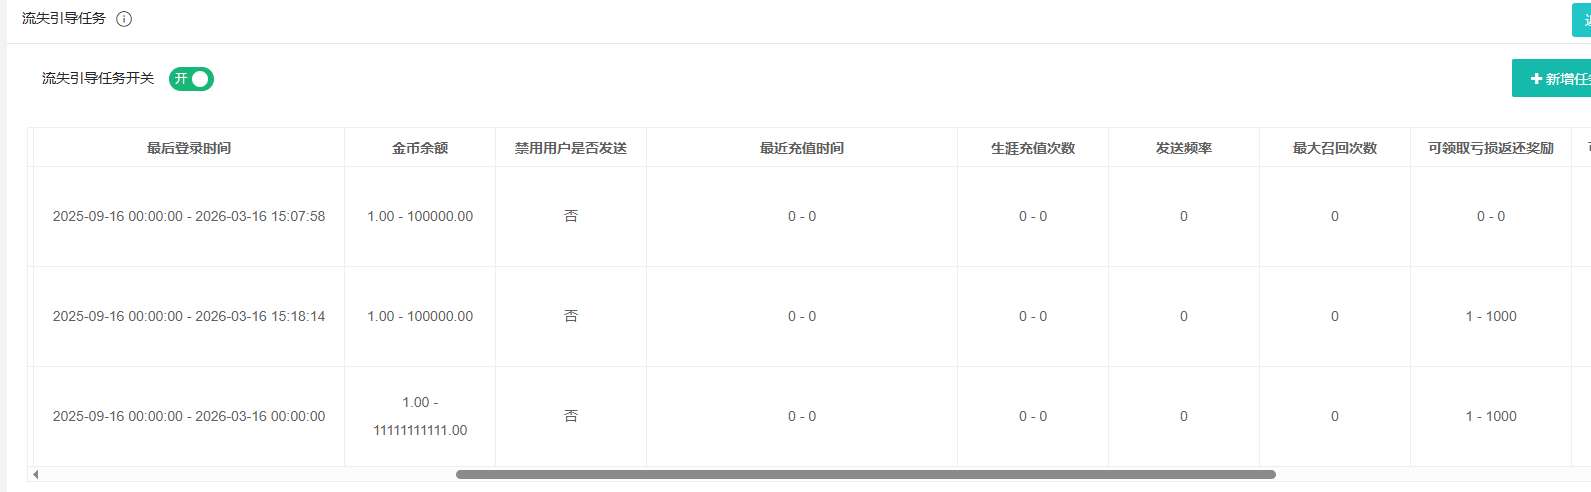 流失引导任务
流失引导任务开关 开
新增任务
最后登录时间 金币余额 禁用用户是否发送 最近充值时间 生涯充值次数 发送频率 最大召回次数 可领取亏损返还奖励
2025-09-16 00:00:00 - 2026-03-16 15:07:58 1.00 - 100000.00 否 0 - 0 0 - 0 0 0 0 - 0
2025-09-16 00:00:00 - 2026-03-16 15:18:14 1.00 - 100000.00 否 0 - 0 0 - 0 0 0 1 - 1000
2025-09-16 00:00:00 - 2026-03-16 00:00:00 1.00 - 11111111111.00 否 0 - 0 0 - 0 0 0 1 - 1000